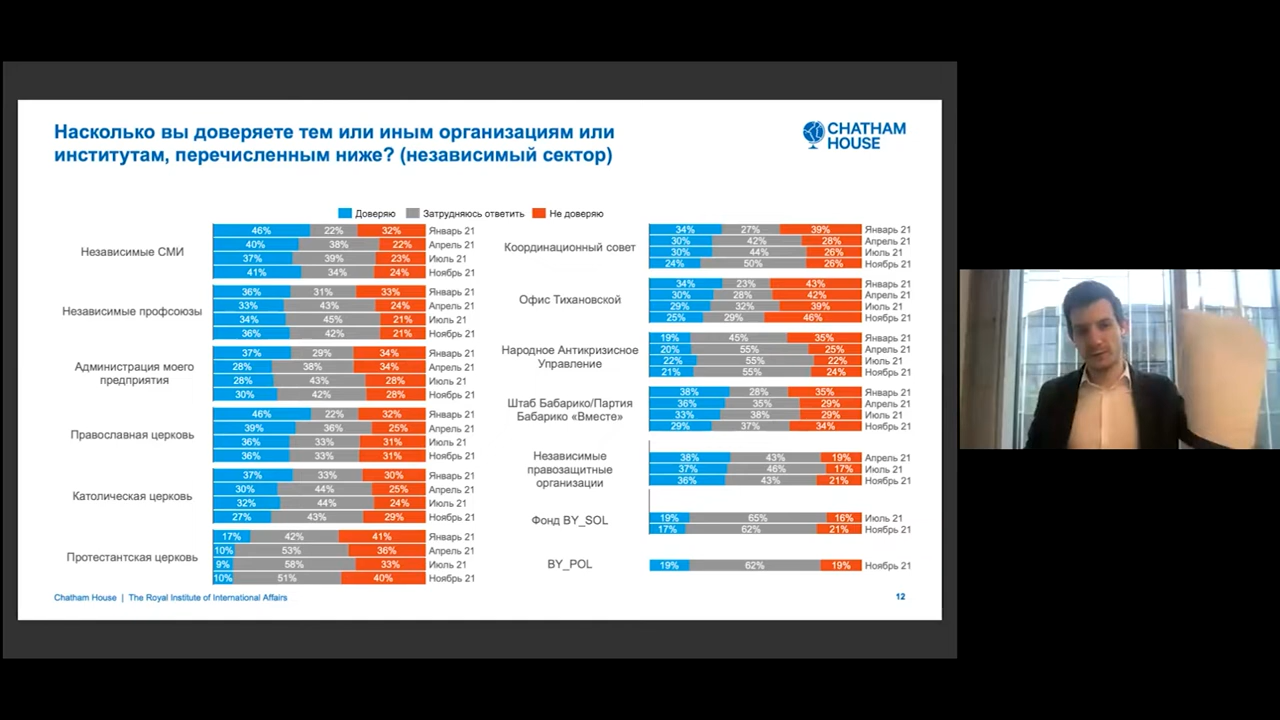 Насколько вы доверяете тем или иным организациям или
институтам, перечисленным ниже? (независимый сектор)
CHATHAM
HOUSE
Доверяю Затрудняюсь ответить Не доверяю
Независимые СМИ
46% 22% 32% Январь 21
40% 38% 22% Апрель 21
37% 39% 23% Июль 21
41% 34% 24% Ноябрь 21
Независимые профсоюзы
36% 31% 33% Январь 21
33% 43% 24% Апрель 21
34% 45% 21% Июль 21
36% 42% 21% Ноябрь 21
Администрация моего
предприятия
37% 29% 34% Январь 21
28% 38% 34% Апрель 21
28% 43% 28% Июль 21
30% 42% 28% Ноябрь 21
Православная церковь
46% 22% 32% Январь 21
39% 36% 25% Апрель 21
36% 33% 31% Июль 21
36% 33% 31% Ноябрь 21
Католическая церковь
37% 33% 30% Январь 21
30% 44% 25% Апрель 21
32% 44% 24% Июль 21
27% 43% 29% Ноябрь 21
Протестантская церковь
17% 42% 41% Январь 21
10% 53% 36% Апрель 21
9% 58% 33% Июль 21
10% 51% 40% Ноябрь 21
Координационный совет
34% 27% 39% Январь 21
30% 42% 28% Апрель 21
30% 44% 26% Июль 21
24% 50% 26% Ноябрь 21
Офис Тихановской
34% 23% 43% Январь 21
30% 28% 42% Апрель 21
29% 32% 39% Июль 21
25% 29% 46% Ноябрь 21
Народное Антикризисное
Управление
19% 45% 35% Январь 21
20% 55% 25% Апрель 21
22% 55% 22% Июль 21
21% 55% 24% Ноябрь 21
Штаб Бабарико/Партия
Бабарико «Вместе»
38% 28% 35% Январь 21
36% 35% 29% Апрель 21
33% 38% 29% Июль 21
29% 37% 34% Ноябрь 21
Независимые
правозащитные
организации
38% 43% 19% Апрель 21
37% 46% 17% Июль 21
36% 43% 21% Ноябрь 21
Фонд BY_SOL
19% 65% 16% Июль 21
17% 62% 21% Ноябрь 21
BY_POL
19% 62% 19% Ноябрь 21
Chatham House | The Royal Institute of International Affairs
12